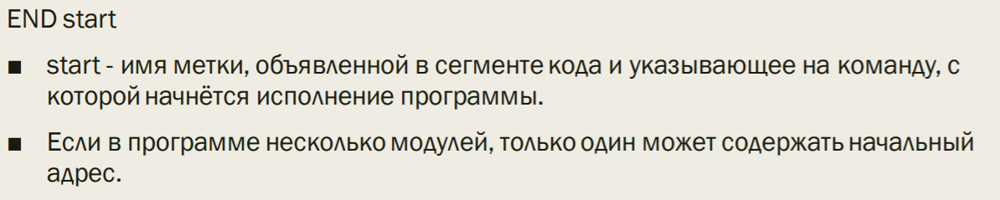 END start
■ start - имя метки, объявленной в сегменте кода и указывающее на команду, с
которой начнётся исполнение программы.
■ Если в программе несколько модулей, только один может содержать начальный
адрес.